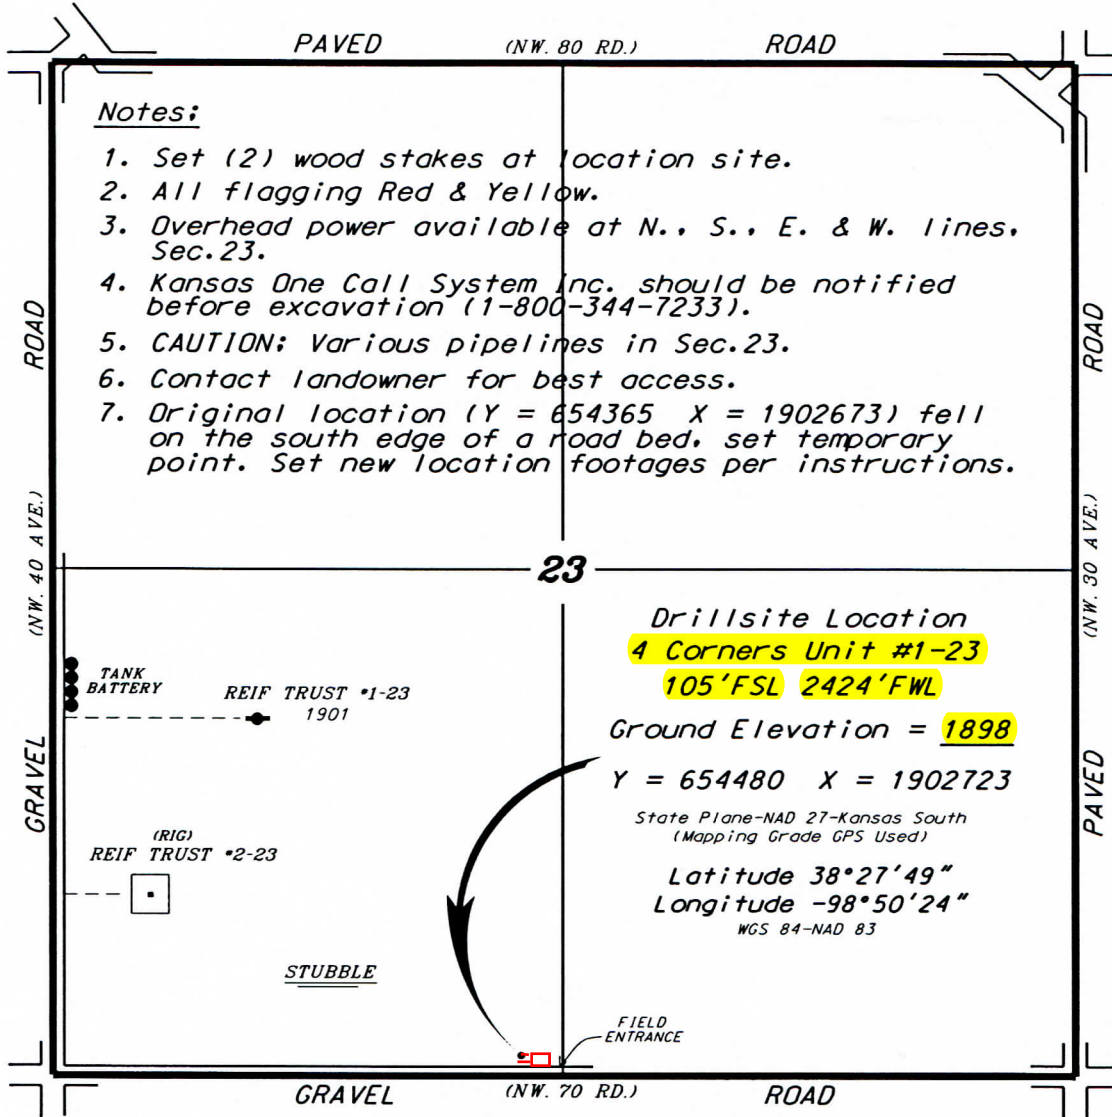 PAVED (NW. 80 RD.) ROAD
Notes:
1. Set (2) wood stakes at location site.
2. All flagging Red & Yellow.
3. Overhead power available at N., S., E. & W. lines,
Sec.23.
4. Kansas One Call System Inc. should be notified
before excavation (1-800-344-7233).
5. CAUTION: Various pipelines in Sec.23.
6. Contact landowner for best access.
7. Original location (Y = 654365 X = 1902673) fell
on the south edge of a road bed, set temporary
point. Set new location footages per instructions.
ROAD
(NW. 40 AVE.)
GRAVEL
ROAD
(NW. 30 AVE.)
PAVED
23
TANK
BATTERY
REIF TRUST #1-23
1901
(RIG)
REIF TRUST #2-23
STUBBLE
Drillsite Location
4 Corners Unit #1-23
105'FSL 2424'FWL
Ground Elevation = 1898
Y = 654480 X = 1902723
State Plane-NAD 27-Kansas South
(Mapping Grade GPS Used)
Latitude 38°27'49"
Longitude -98°50'24"
WGS 84-NAD 83
FIELD
ENTRANCE
GRAVEL (NW. 70 RD.) ROAD